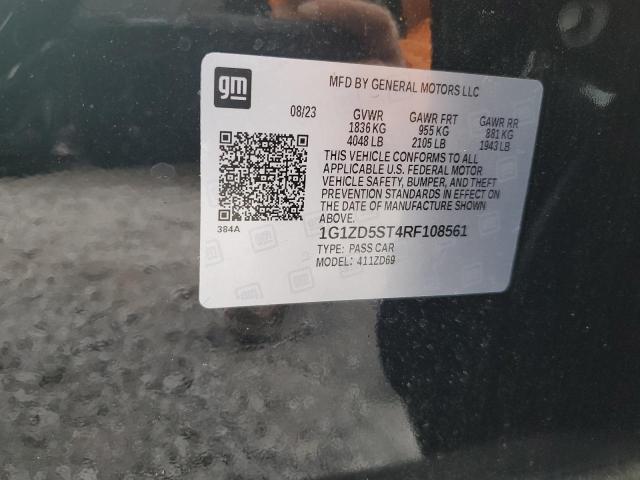 gm
MFD BY GENERAL MOTORS LLC
08/23 GVWR GAWR FRT GAWR RR
1836 KG 955 KG 881 KG
4048 LB 2105 LB 1943 LB
THIS VEHICLE CONFORMS TO ALL
APPLICABLE U.S. FEDERAL MOTOR
VEHICLE SAFETY, BUMPER, AND THEFT
PREVENTION STANDARDS IN EFFECT ON
THE DATE OF MANUFACTURE SHOWN
ABOVE.
384A
1G1ZD5ST4RF108561
TYPE: PASS CAR
MODEL: 411ZD69